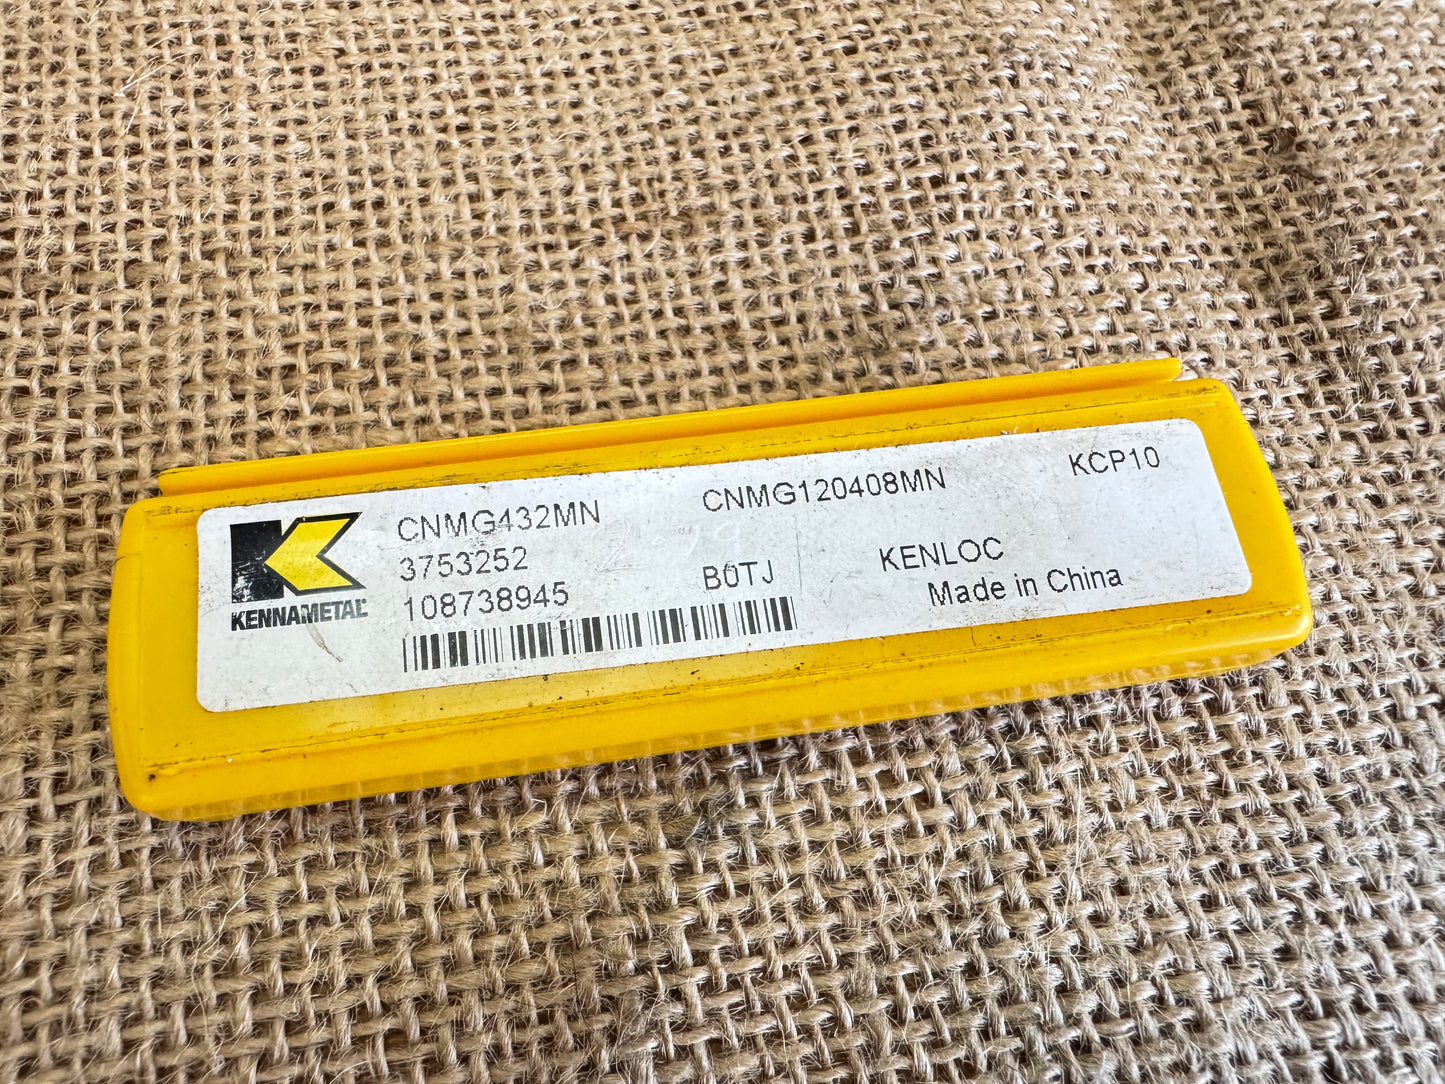 CNMG432MN CNMG120408MN KCP10
3753252
108738945 B0TJ KENLOC
Made in China
KENNAMETAL